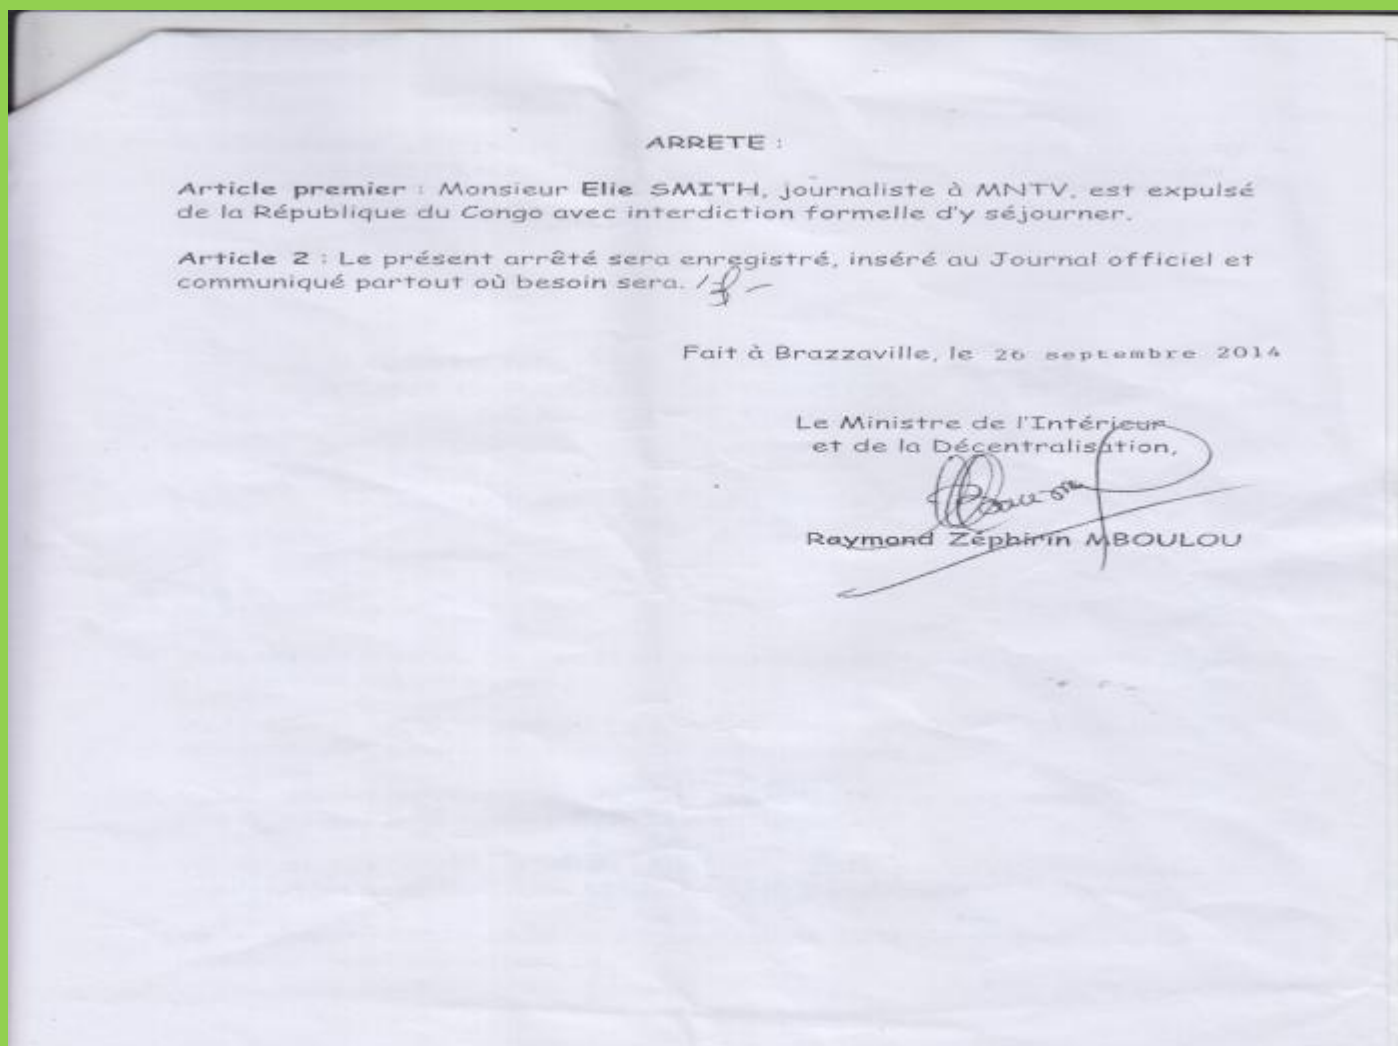 ARRETE :
Article premier : Monsieur Elie SMITH, journaliste à MNTV, est expulsé
de la République du Congo avec interdiction formelle d'y séjourner.
Article 2 : Le présent arrêté sera enregistré, inséré au Journal officiel et
communiqué partout où besoin sera. /
Fait à Brazzaville, le 26 septembre 2014
Le Ministre de l'Intérieur
et de la Décentralisation,
Raymond Zéphirin MBOULOU